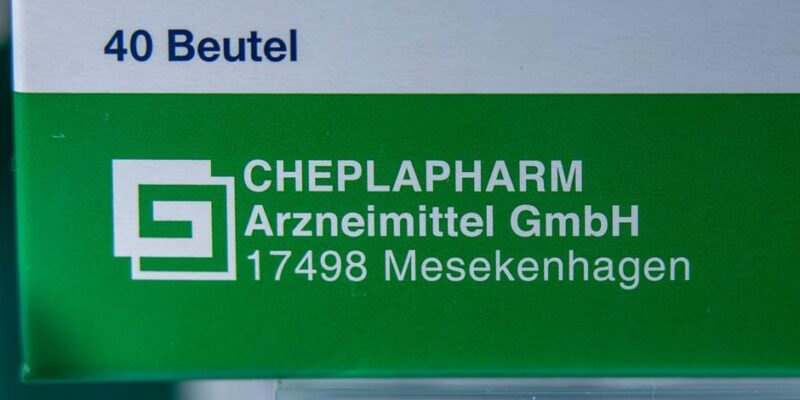 40 Beutel
CHEPLAPHARM
Arzneimittel GmbH
17498 Mesekenhagen